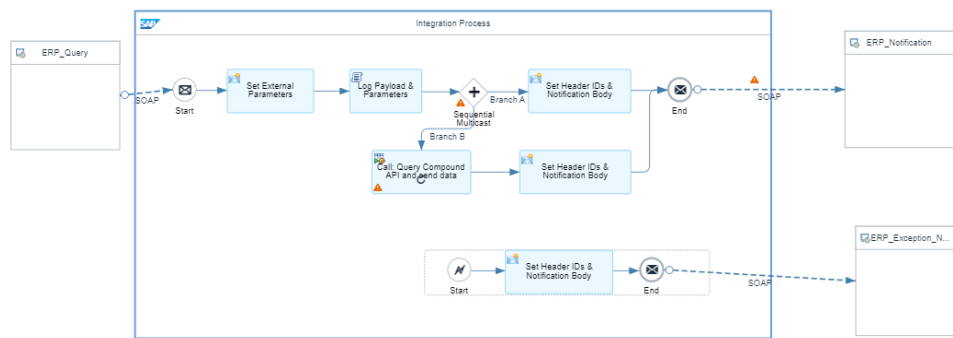 SAP
Integration Process
ERP_Query
SOAP
Start
Set External
Parameters
Log Payload &
Parameters
Sequential
Multicast
Branch A
Set Header IDs &
Notification Body
End
SOAP
ERP_Notification
Branch B
Call: Query Compound
API and send data
Set Header IDs &
Notification Body
Start
Set Header IDs &
Notification Body
End
SOAP
ERP_Exception_N...